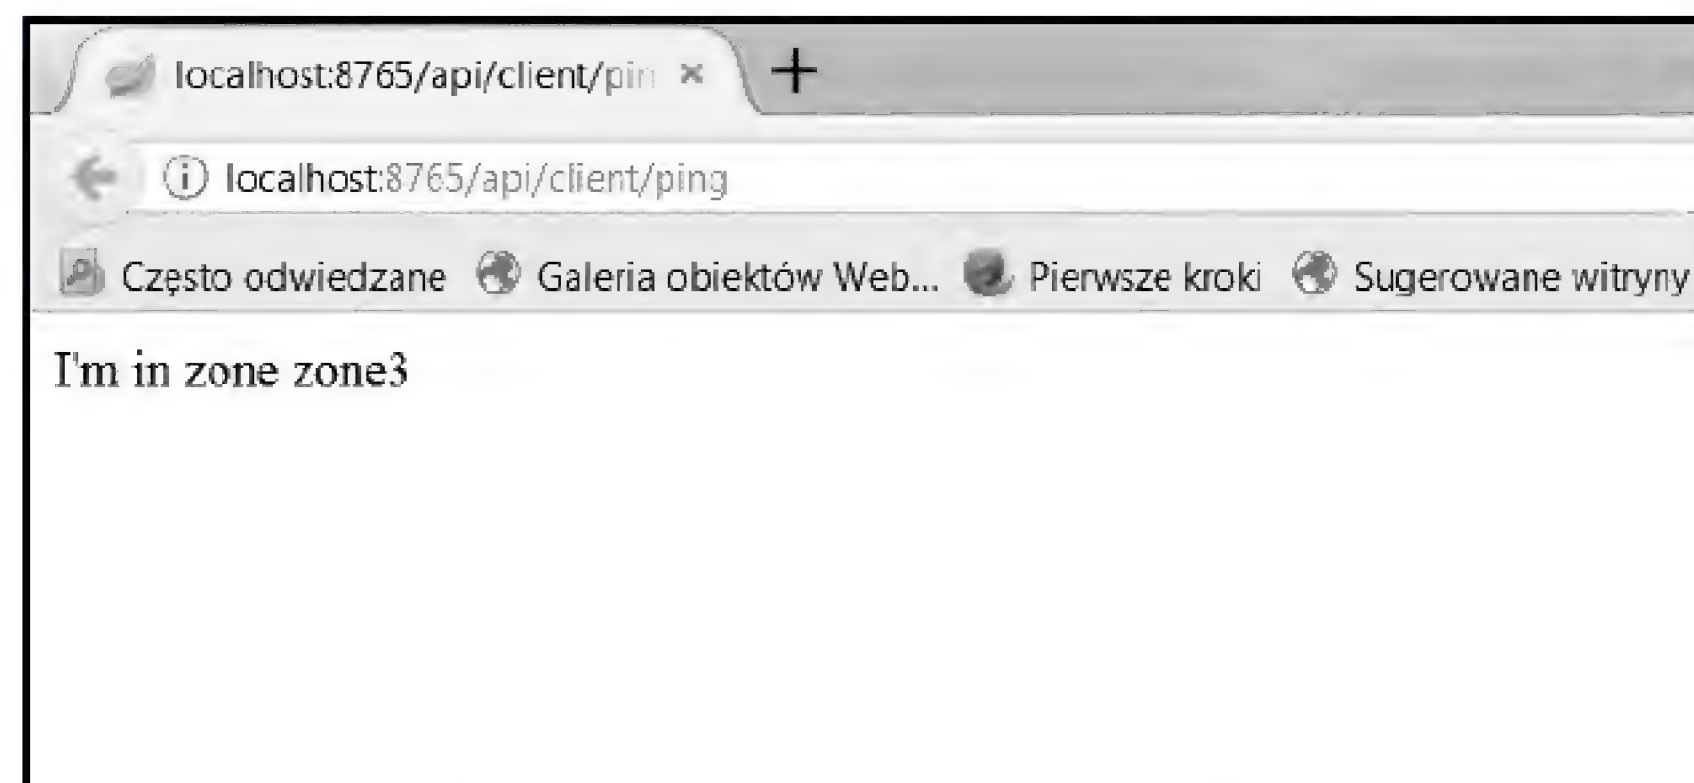 localhost:8765/api/client/pin
localhost:8765/api/client/ping
Często odwiedzane Galeria obiektów Web... Pierwsze kroki Sugerowane witryny
I'm in zone zone3